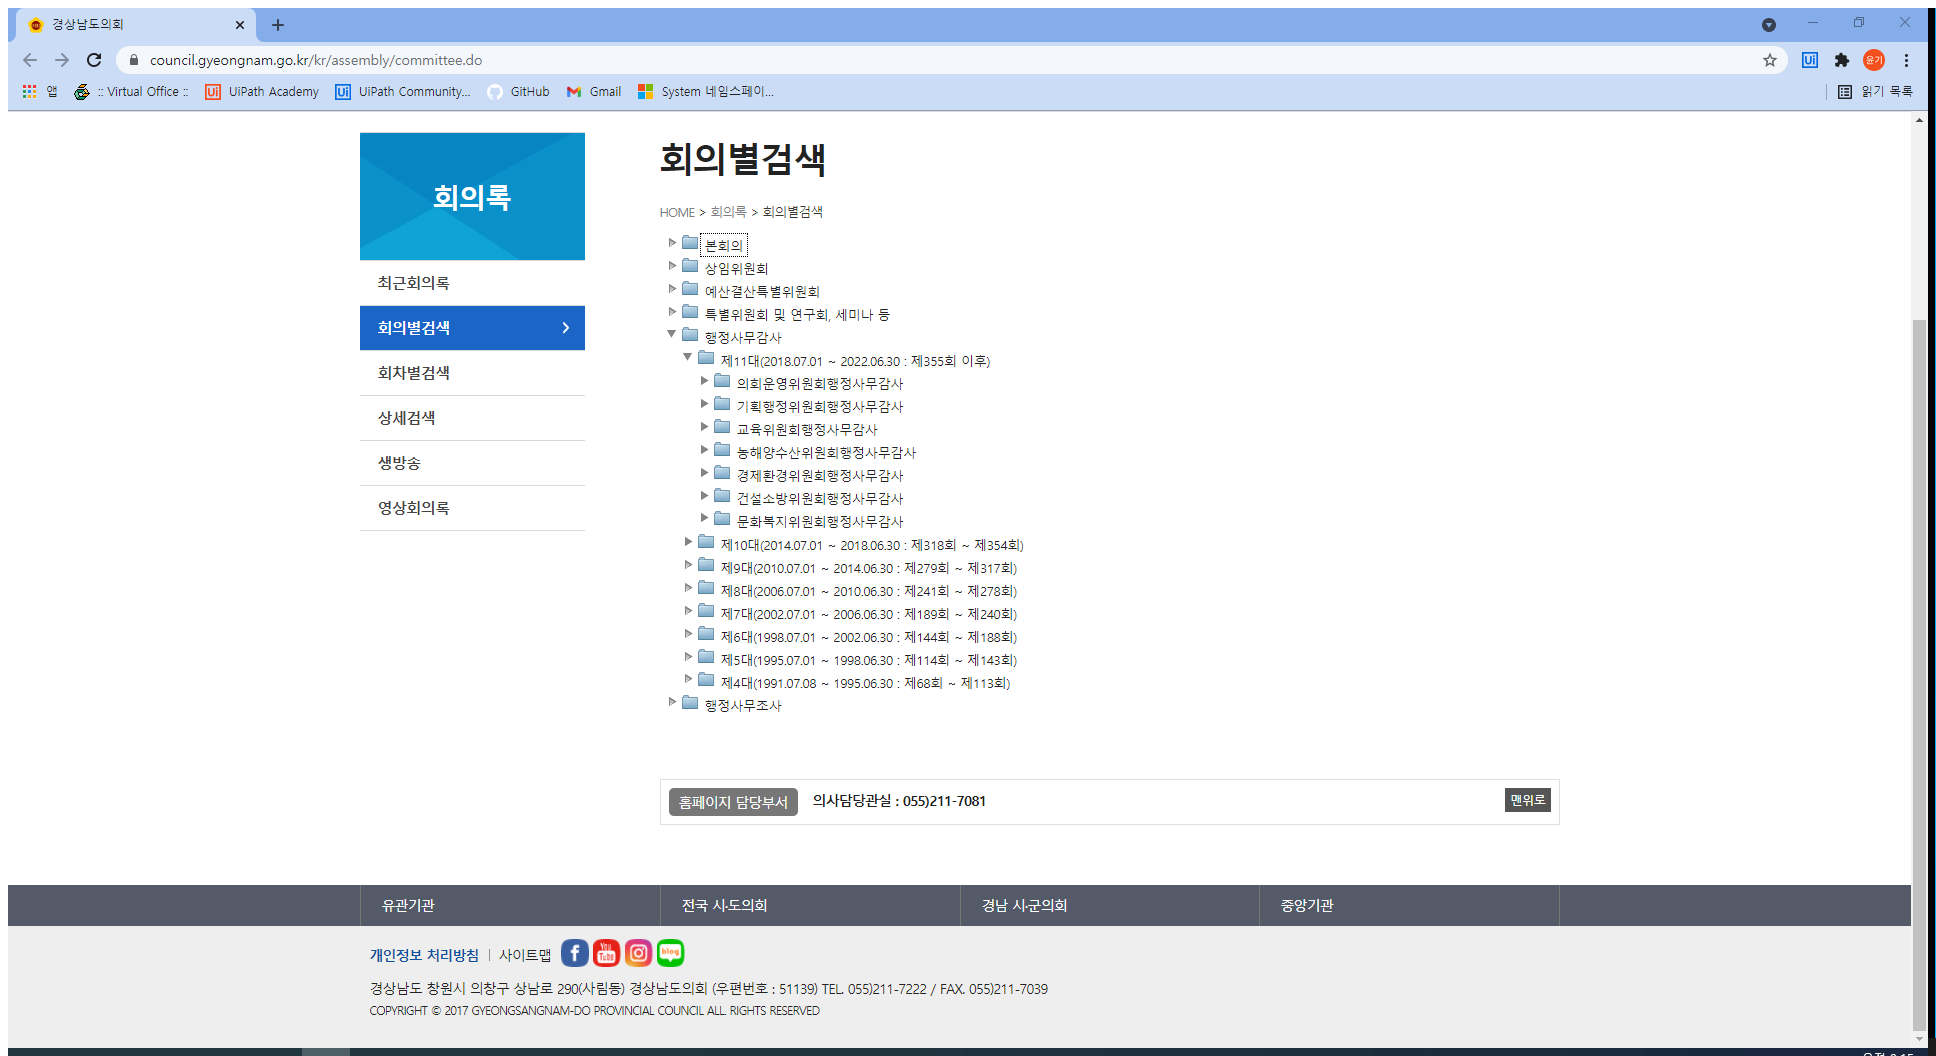 경상남도의회
council.gyeongnam.go.kr/kr/assembly/committee.do
윤기
앱
:: Virtual Office ::
UiPath Academy
UiPath Community...
GitHub
Gmail
System 네임스페이...
읽기 목록
회의록
최근회의록
회의별검색
회차별검색
상세검색
생방송
영상회의록
회의별검색
HOME > 회의록 > 회의별검색
본회의
상임위원회
예산결산특별위원회
특별위원회 및 연구회, 세미나 등
행정사무감사
제11대(2018.07.01 ~ 2022.06.30 : 제355회 이후)
의회운영위원회행정사무감사
기획행정위원회행정사무감사
교육위원회행정사무감사
농해양수산위원회행정사무감사
경제환경위원회행정사무감사
건설소방위원회행정사무감사
문화복지위원회행정사무감사
제10대(2014.07.01 ~ 2018.06.30 : 제318회 ~ 제354회)
제9대(2010.07.01 ~ 2014.06.30 : 제279회 ~ 제317회)
제8대(2006.07.01 ~ 2010.06.30 : 제241회 ~ 제278회)
제7대(2002.07.01 ~ 2006.06.30 : 제189회 ~ 제240회)
제6대(1998.07.01 ~ 2002.06.30 : 제144회 ~ 제188회)
제5대(1995.07.01 ~ 1998.06.30 : 제114회 ~ 제143회)
제4대(1991.07.08 ~ 1995.06.30 : 제68회 ~ 제113회)
행정사무조사
홈페이지 담당부서 의사담당관실 : 055)211-7081 맨위로
유관기관 전국 시·도의회 경남 시·군의회 중앙기관
개인정보 처리방침 | 사이트맵
You Tube
blog
경상남도 창원시 의창구 상남로 290(사림동) 경상남도의회 (우편번호 : 51139) TEL. 055)211-7222 / FAX. 055)211-7039
COPYRIGHT © 2017 GYEONGSANGNAM-DO PROVINCIAL COUNCIL ALL RIGHTS RESERVED